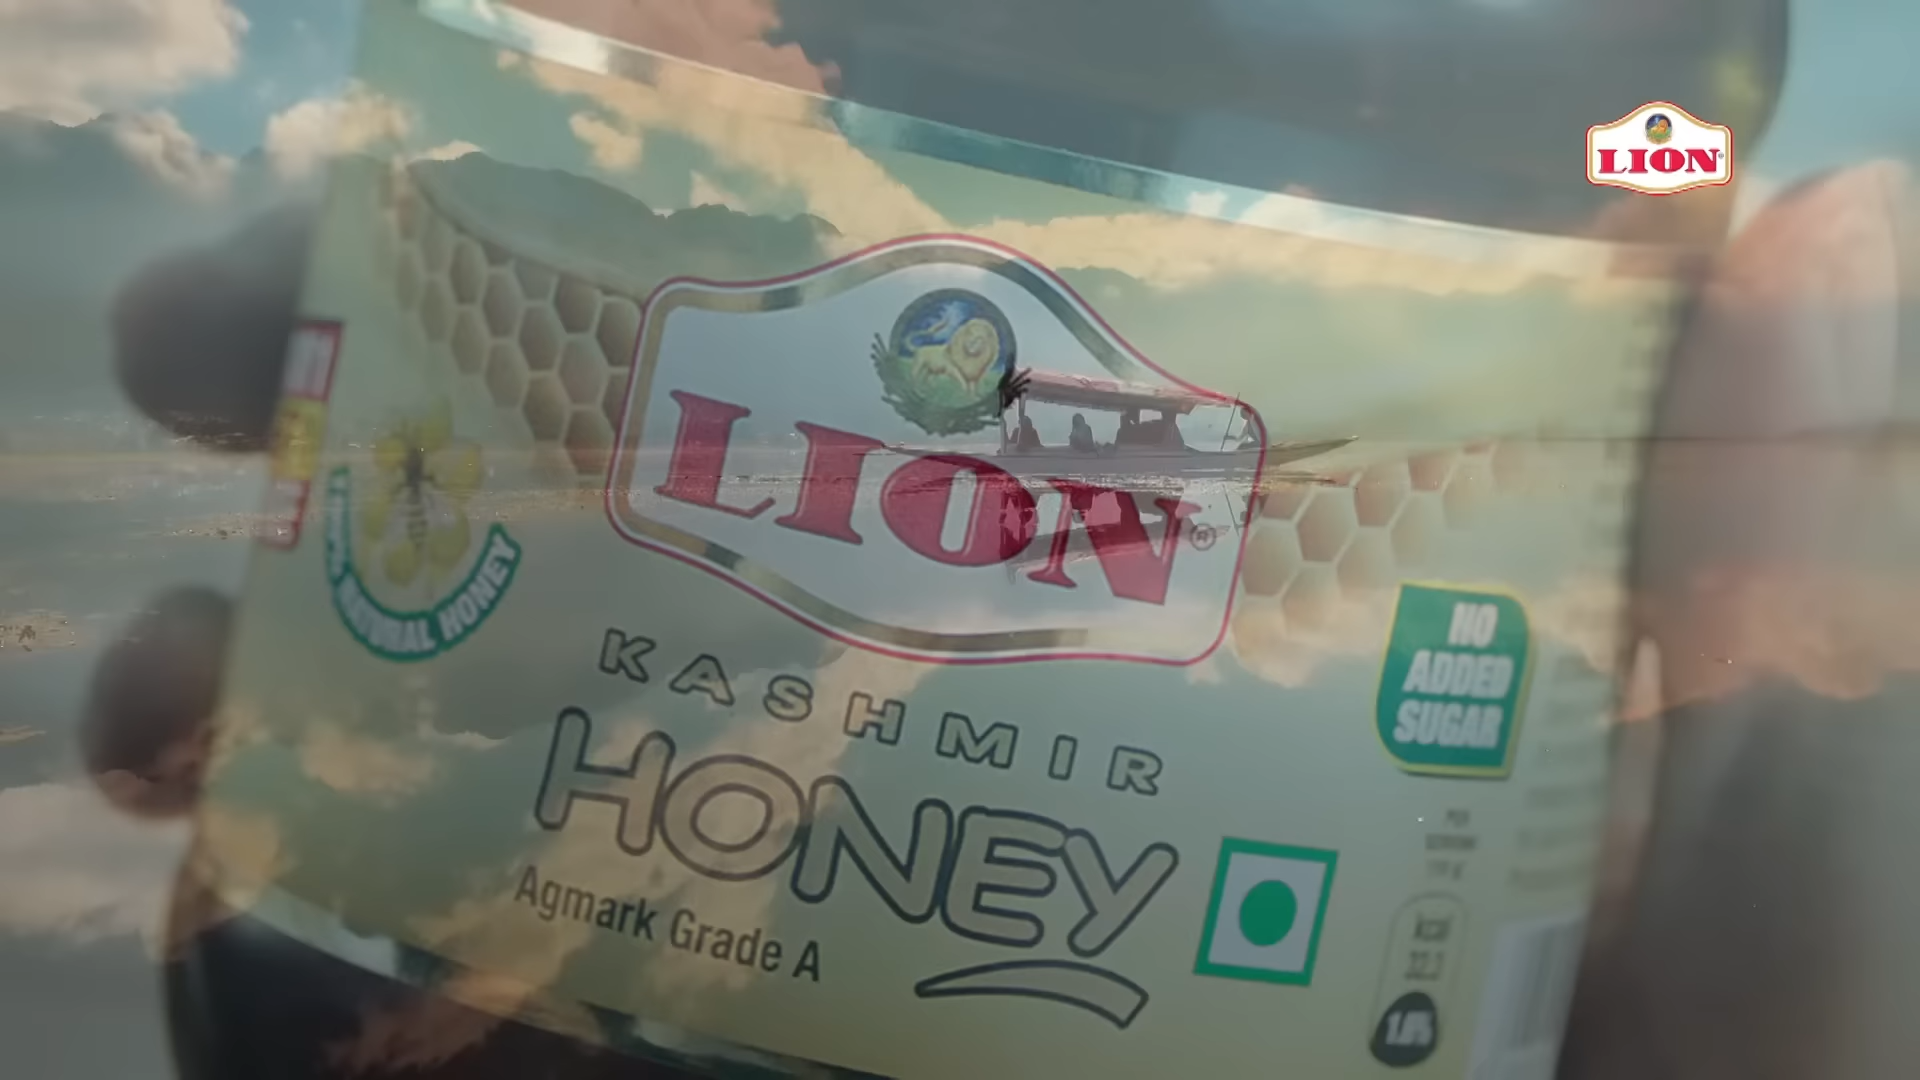 LION
LION®
NATURAL HONEY
KASHMIR
HONEY
Agmark Grade A
NO
ADDED
SUGAR